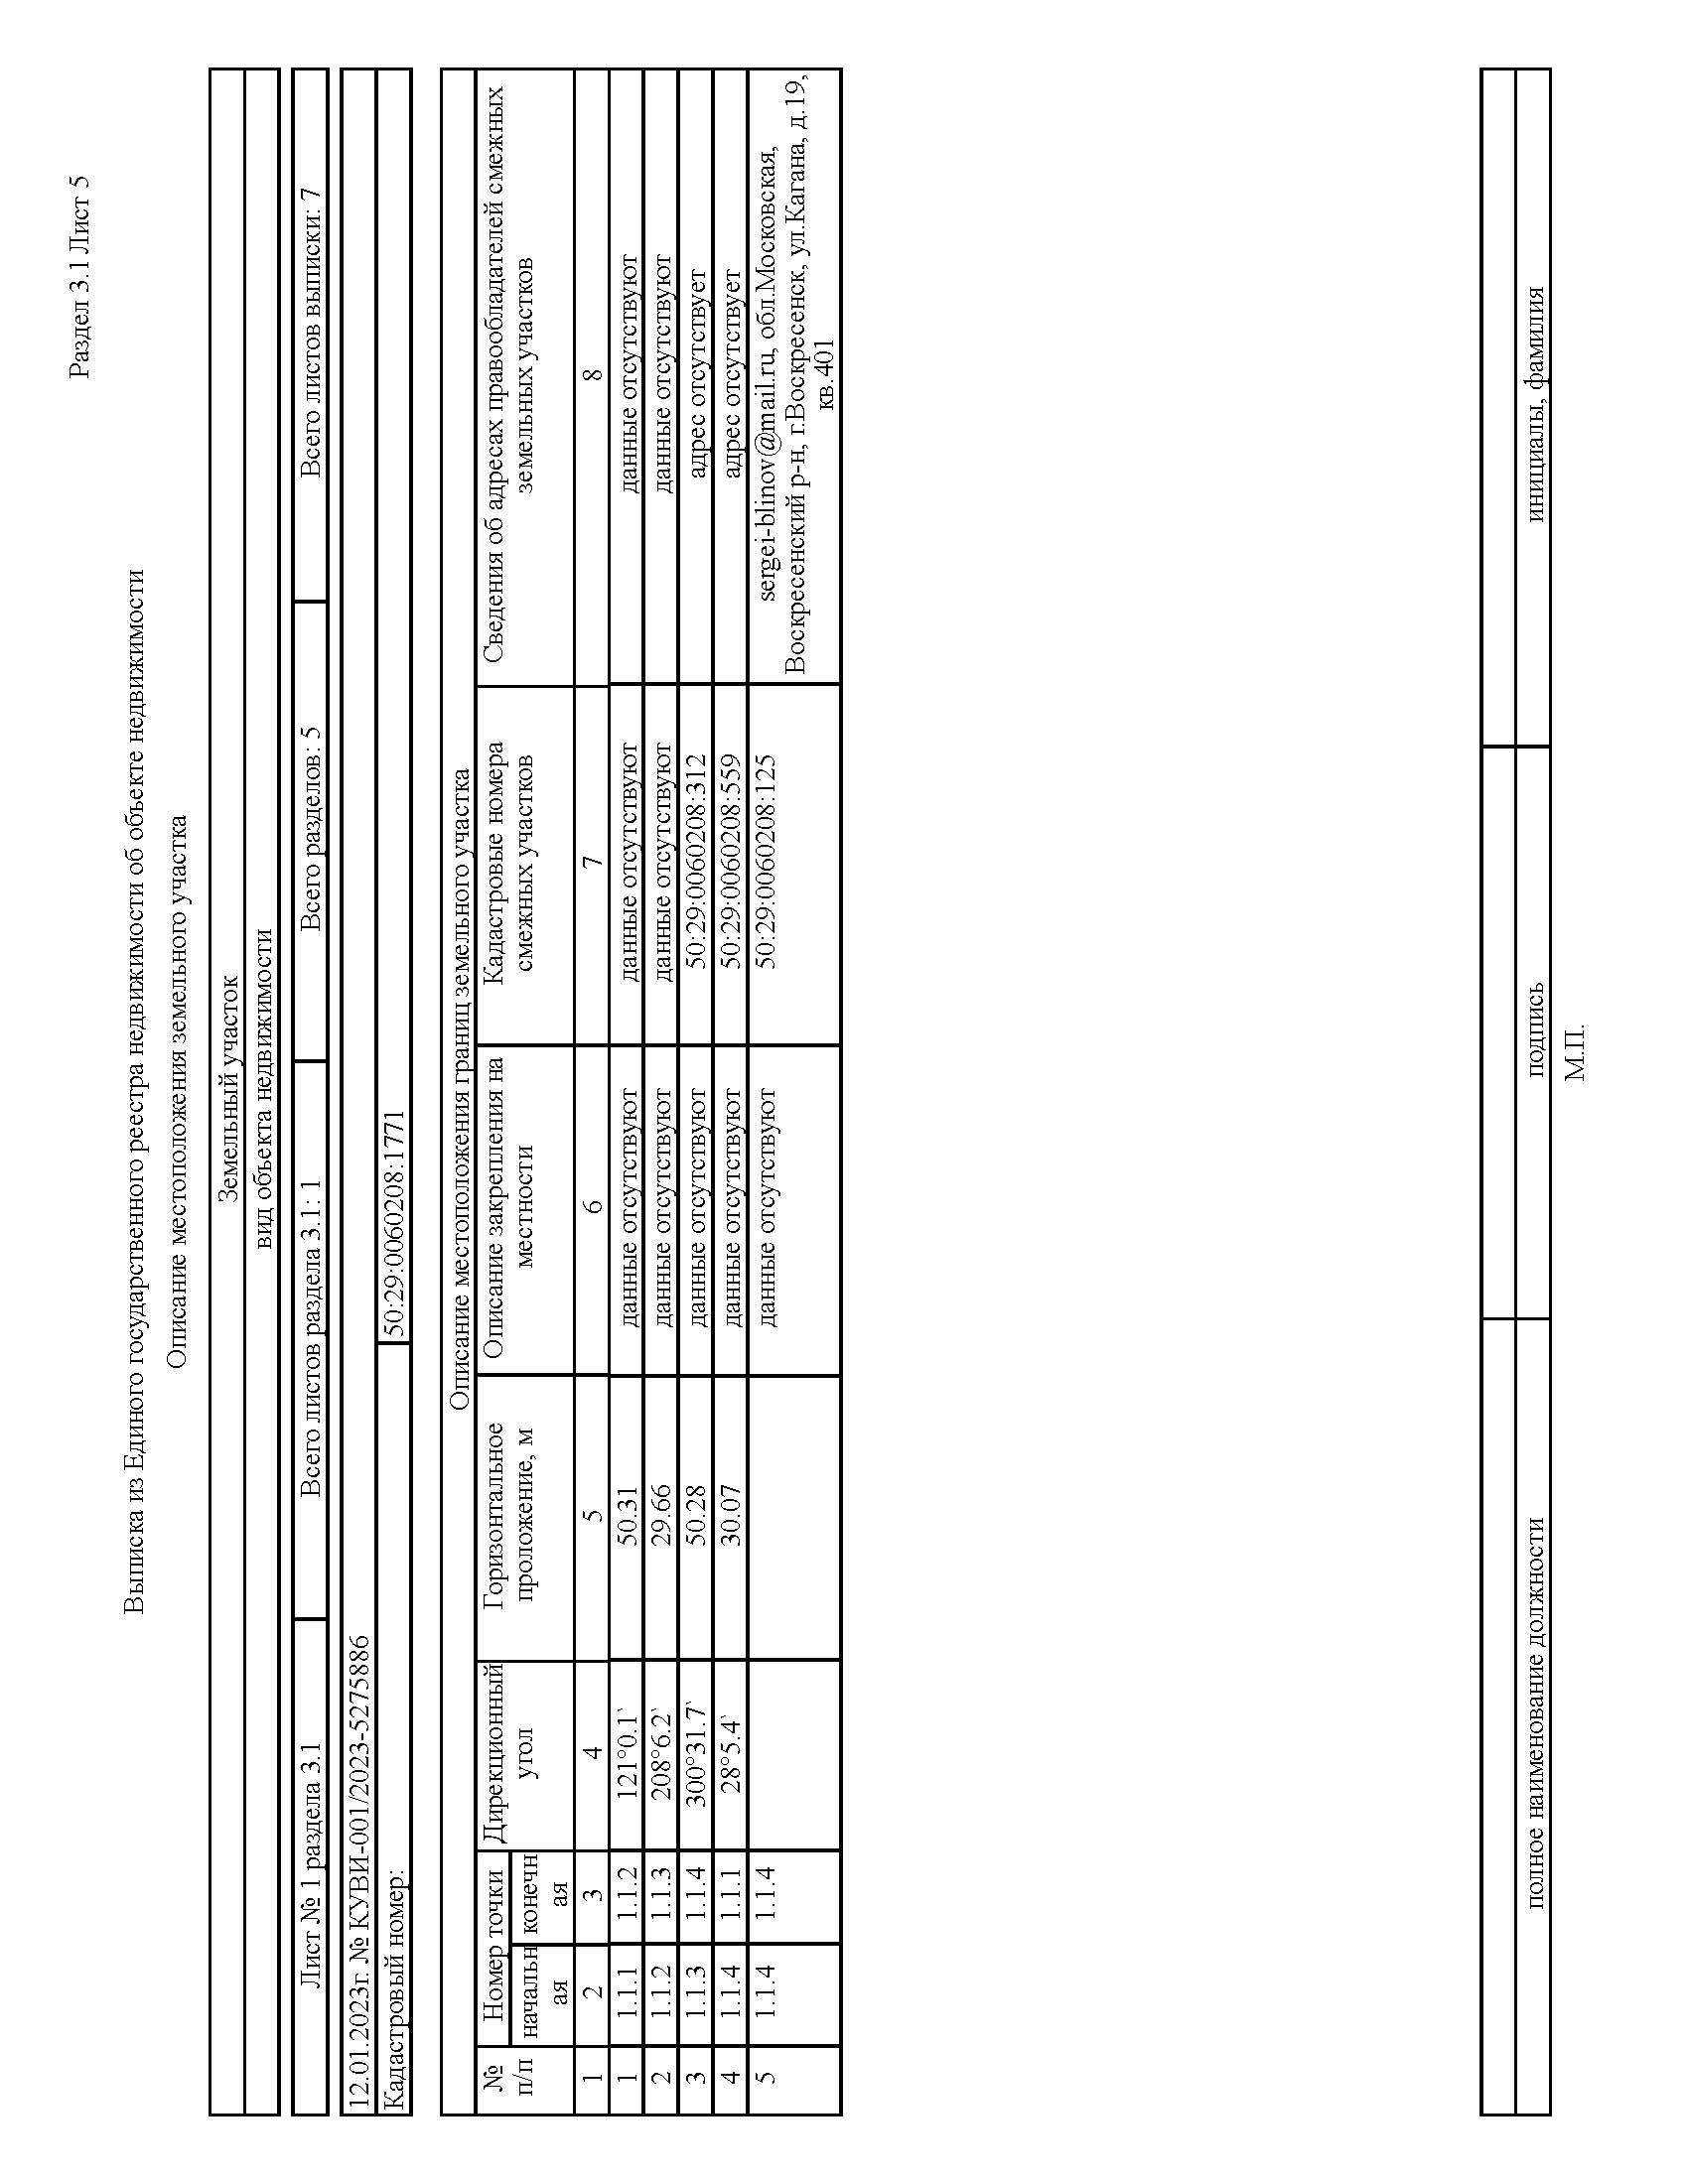 Раздел 3.1 Лист 5
Выписка из Единого государственного реестра недвижимости об объекте недвижимости
Описание местоположения земельного участка
Земельный участок
вид объекта недвижимости
Лист № 1 раздела 3.1 Всего листов раздела 3.1: 1 Всего разделов: 5 Всего листов выписки: 7
12.01.2023г. № КУВИ-001/2023-5275886
Кадастровый номер: 50:29:0060208:1771
Описание местоположения границ земельного участка
№ п/п Номер точки Дирекционный угол Горизонтальное проложение, м Описание закрепления на местности Кадастровые номера смежных участков Сведения об адресах правообладателей смежных земельных участков
начальн ая конечн ая
1 2 3 4 5 6 7 8
1 1.1.1 1.1.2 121°0.1` 50.31 данные отсутствуют данные отсутствуют данные отсутствуют
2 1.1.2 1.1.3 208°6.2` 29.66 данные отсутствуют данные отсутствуют данные отсутствуют
3 1.1.3 1.1.4 300°31.7` 50.28 данные отсутствуют 50:29:0060208:312 адрес отсутствует
4 1.1.4 1.1.1 28°5.4` 30.07 данные отсутствуют 50:29:0060208:559 адрес отсутствует
5 1.1.4 1.1.4 данные отсутствуют 50:29:0060208:125 sergei-blinov@mail.ru, обл.Московская,
Воскресенский р-н, г.Воскресенск, ул.Кагана, д.19,
кв.401
полное наименование должности подпись инициалы, фамилия
М.П.